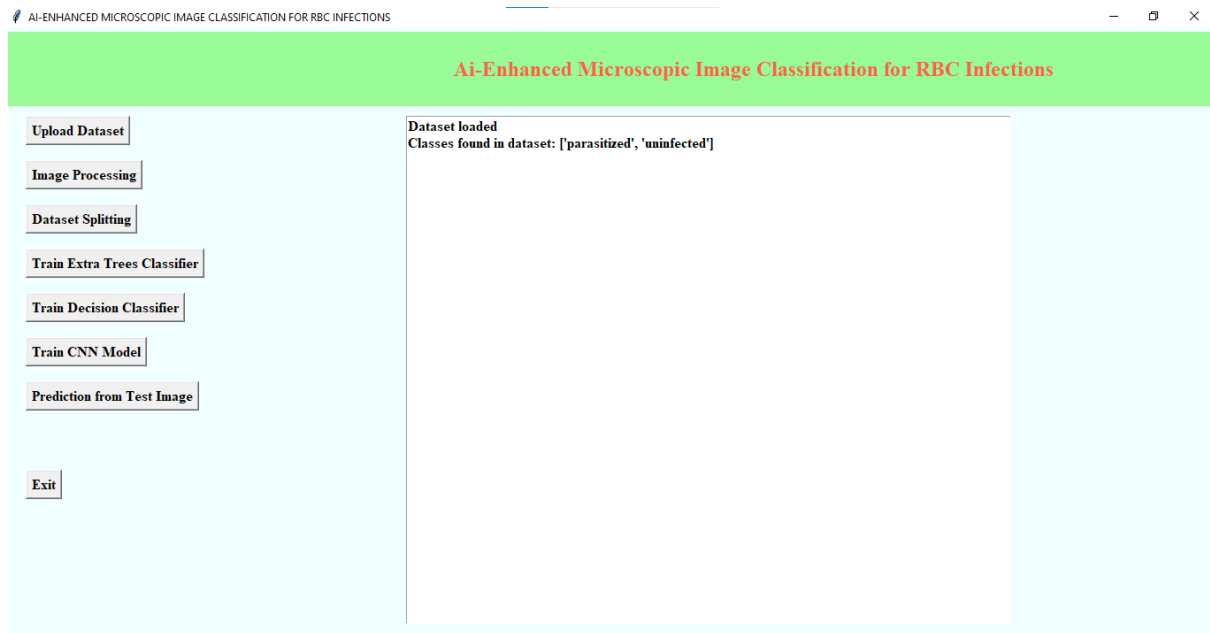 AI-ENHANCED MICROSCOPIC IMAGE CLASSIFICATION FOR RBC INFECTIONS
Ai-Enhanced Microscopic Image Classification for RBC Infections
Upload Dataset
Image Processing
Dataset Splitting
Train Extra Trees Classifier
Train Decision Classifier
Train CNN Model
Prediction from Test Image
Exit
Dataset loaded
Classes found in dataset: ['parasitized', 'uninfected']